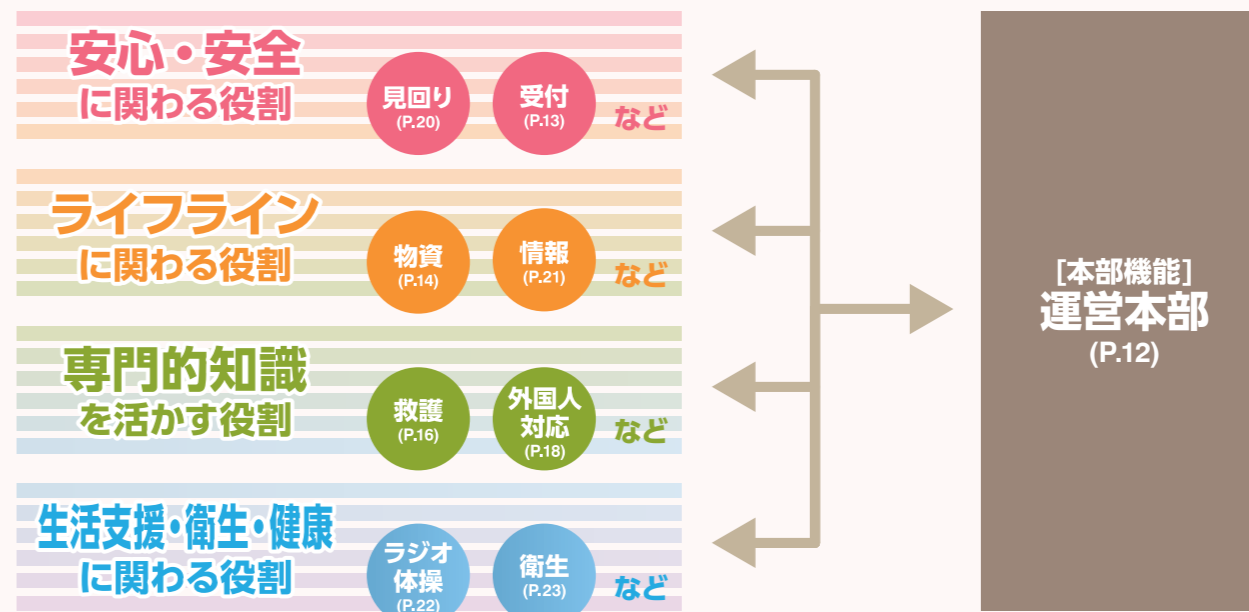 安心・安全
に関わる役割
見回り
(P.20)
受付
(P.13)
など
ライフライン
に関わる役割
物資
(P.14)
情報
(P.21)
など
専門的知識
を活かす役割
救護
(P.16)
外国人
対応
(P.18)
など
生活支援・衛生・健康
に関わる役割
ラジオ
体操
(P.22)
衛生
(P.23)
など
[本部機能]
運営本部
(P.12)